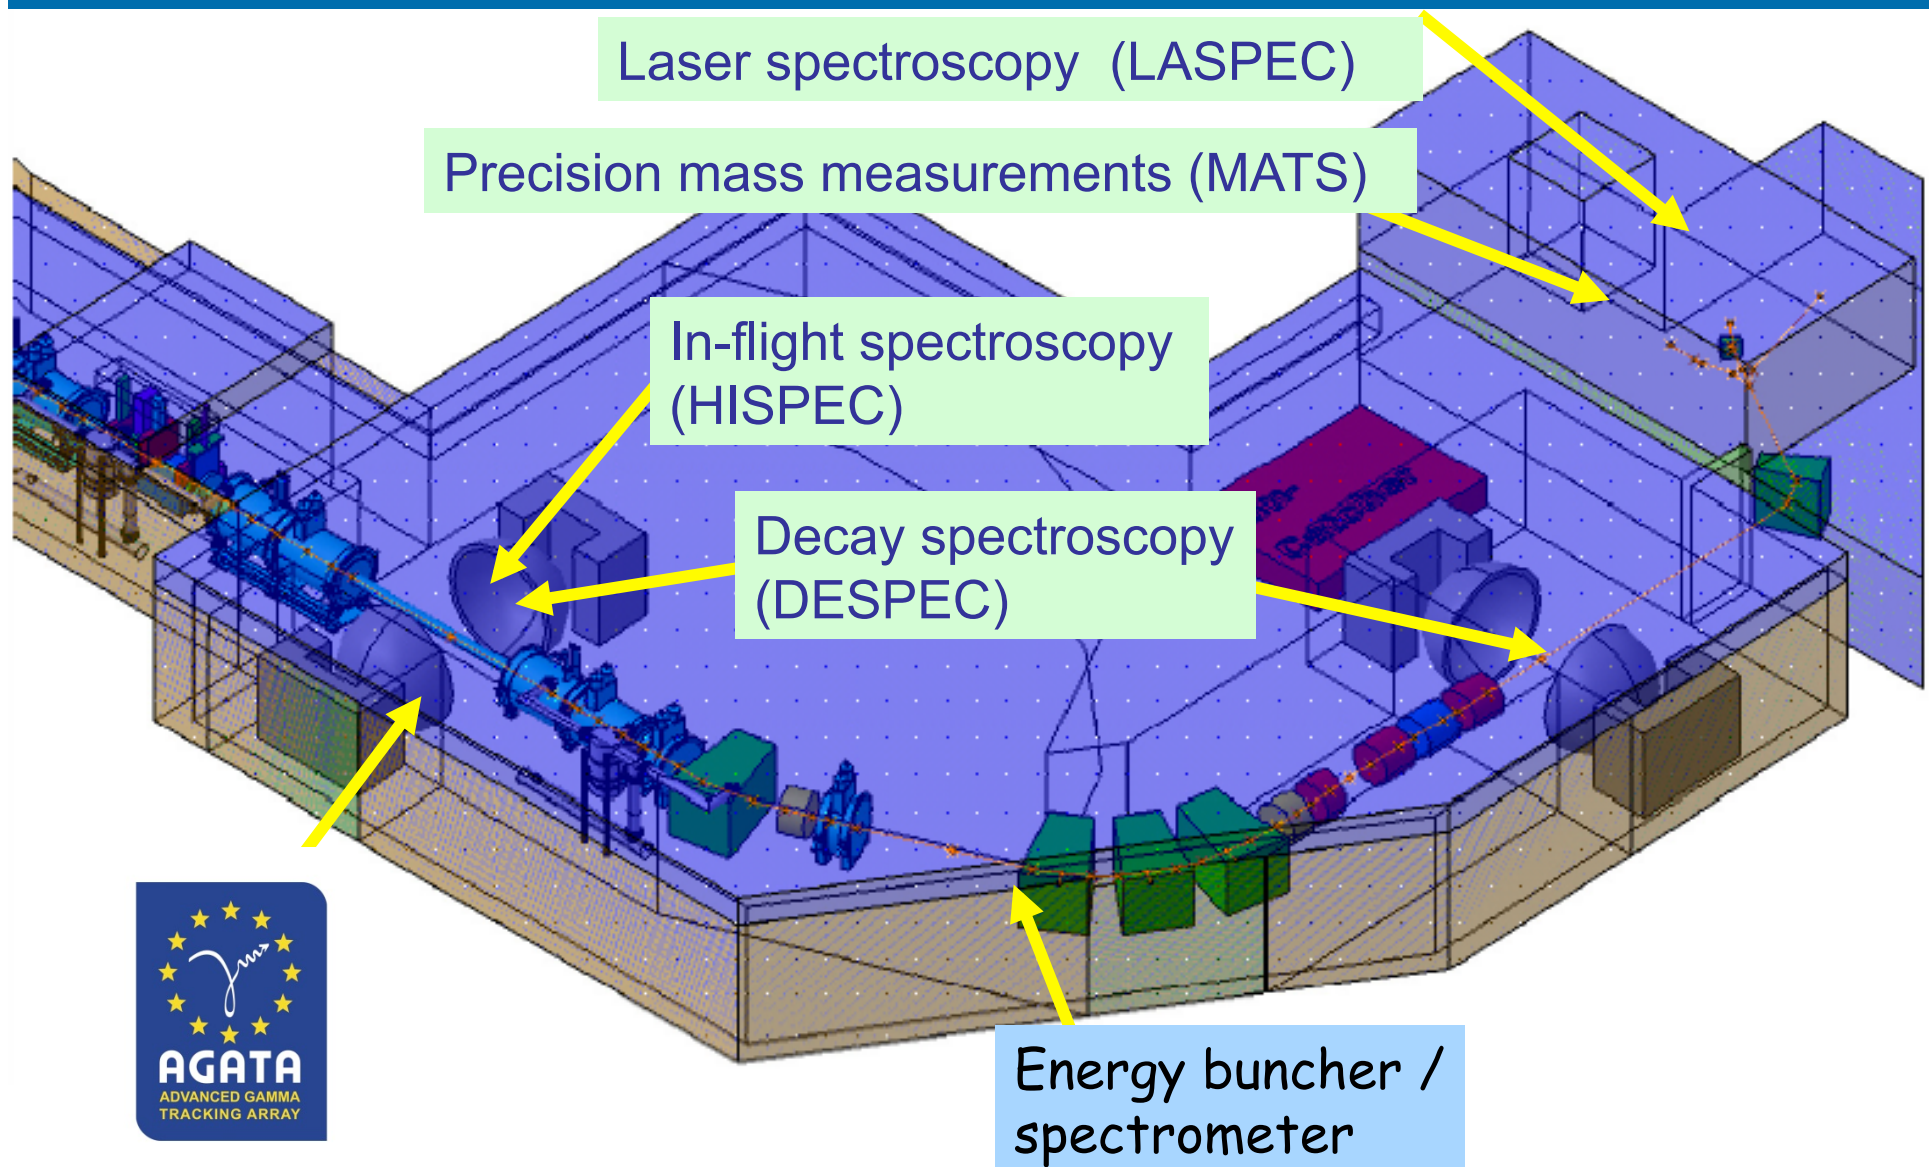 Laser spectroscopy (LASPEC)
Precision mass measurements (MATS)
In-flight spectroscopy
(HISPEC)
Decay spectroscopy
(DESPEC)
AGATA
ADVANCED GAMMA
TRACKING ARRAY
Energy buncher /
spectrometer